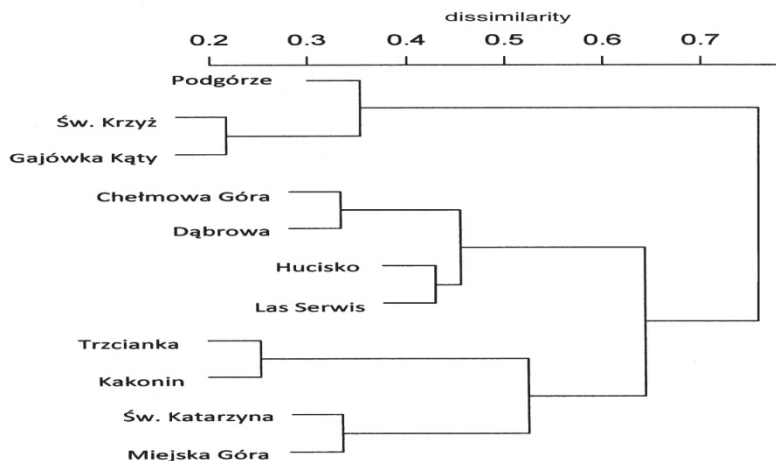 dissimilarity
0.2 0.3 0.4 0.5 0.6 0.7
Podgórze
Św. Krzyż
Gajówka Kąty
Chełmowa Góra
Dąbrowa
Hucisko
Las Serwis
Trzcianka
Kakonin
Św. Katarzyna
Miejska Góra